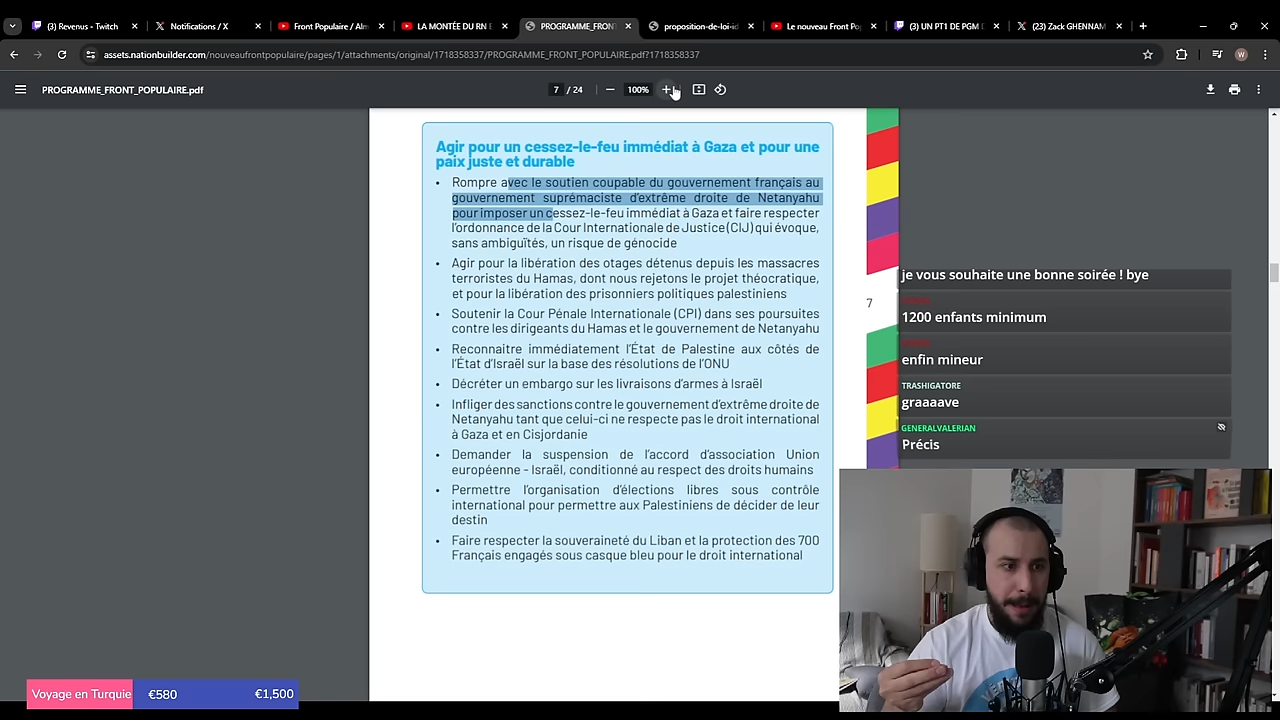 (3) Revenus - Twitch
Notifications / X
Front Populaire / Alm
LA MONTÉE DU RN E
PROGRAMME_FRON
proposition-de-loi-id
Le nouveau Front Po
(3) UN PT1 DE PGM D
(23) Zack GHENNAM
assets.nationbuilder.com/nouveaufrontpopulaire/pages/1/attachments/original/1718358337/PROGRAMME_FRONT_POPULAIRE.pdf?1718358337
W
PROGRAMME_FRONT_POPULAIRE.pdf
7 / 24
100%
Agir pour un cessez-le-feu immédiat à Gaza et pour une
paix juste et durable
• Rompre avec le soutien coupable du gouvernement français au
gouvernement suprémaciste d'extrême droite de Netanyahu
pour imposer un cessez-le-feu immédiat à Gaza et faire respecter
l'ordonnance de la Cour Internationale de Justice (CIJ) qui évoque,
sans ambiguïtés, un risque de génocide
• Agir pour la libération des otages détenus depuis les massacres
terroristes du Hamas, dont nous rejetons le projet théocratique,
et pour la libération des prisonniers politiques palestiniens
• Soutenir la Cour Pénale Internationale (CPI) dans ses poursuites
contre les dirigeants du Hamas et le gouvernement de Netanyahu
• Reconnaitre immédiatement l'État de Palestine aux côtés de
l'État d'Israël sur la base des résolutions de l'ONU
• Décréter un embargo sur les livraisons d'armes à Israël
• Infliger des sanctions contre le gouvernement d'extrême droite de
Netanyahu tant que celui-ci ne respecte pas le droit international
à Gaza et en Cisjordanie
• Demander la suspension de l'accord d'association Union
européenne - Israël, conditionné au respect des droits humains
• Permettre l'organisation d'élections libres sous contrôle
international pour permettre aux Palestiniens de décider de leur
destin
• Faire respecter la souveraineté du Liban et la protection des 700
Français engagés sous casque bleu pour le droit international
7
je vous souhaite une bonne soirée ! bye
1200 enfants minimum
enfin mineur
TRASHIGATORE
graaaave
GENERALVALERIAN
Précis
Voyage en Turquie
€580
€1,500